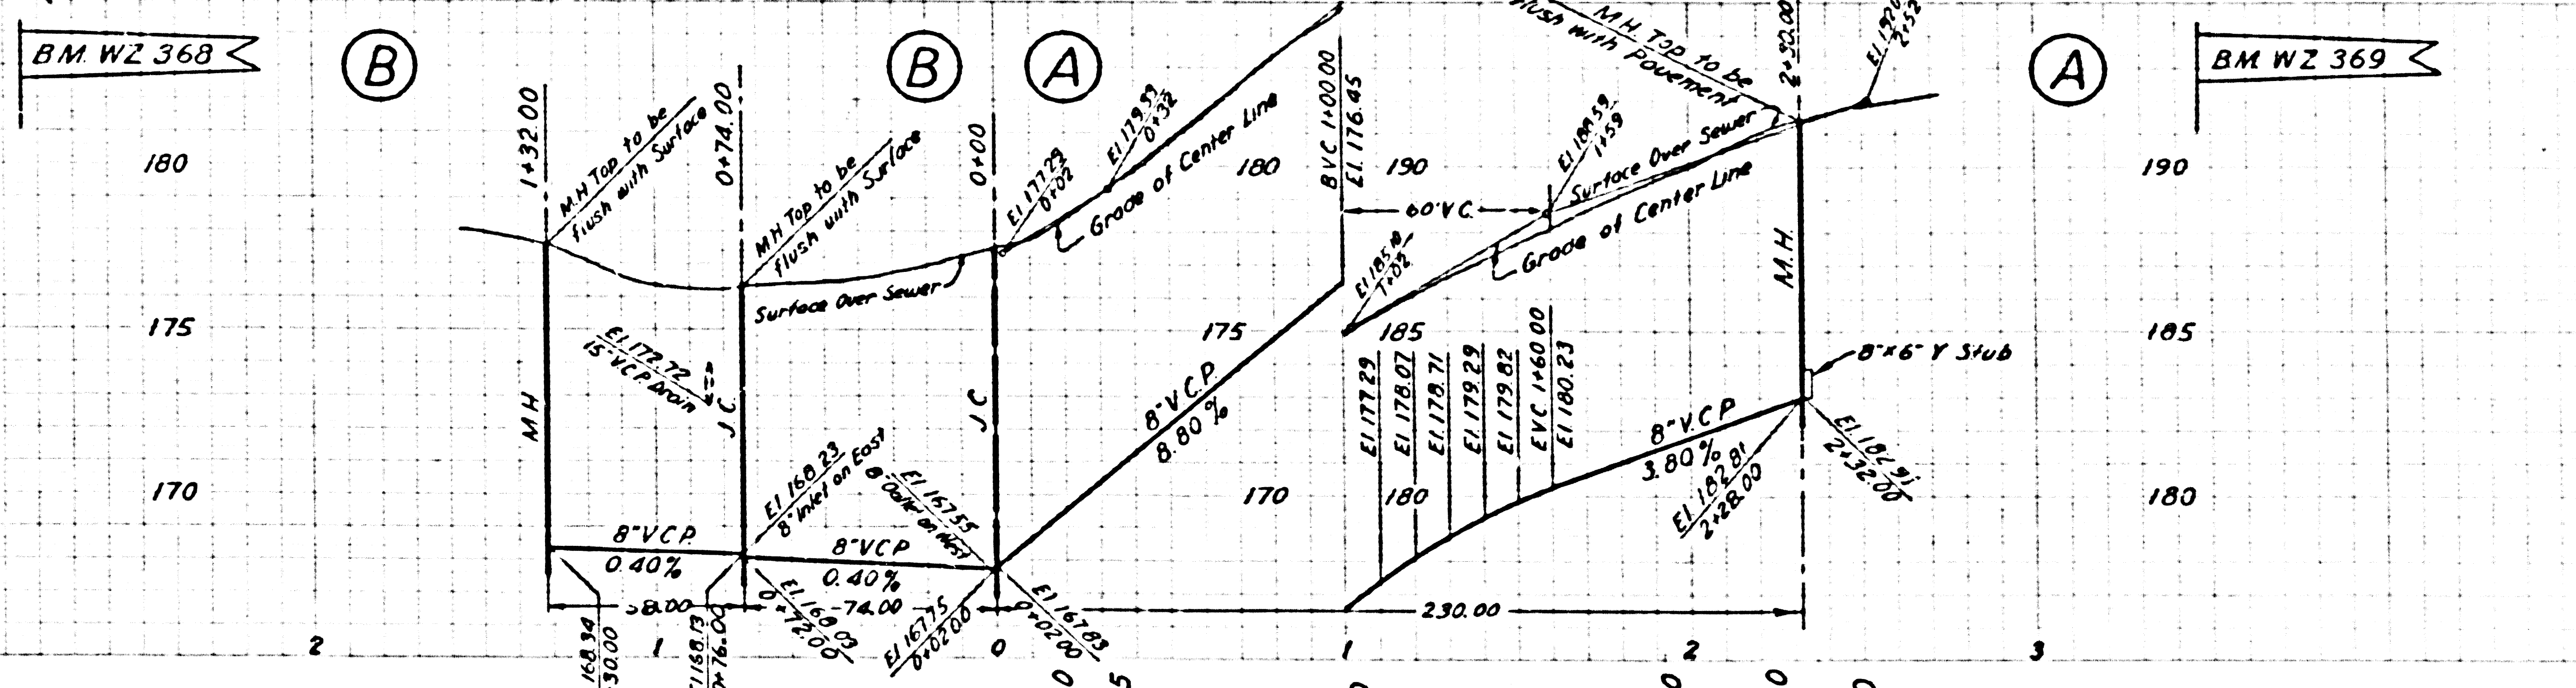 BM. WZ 368
B
B
A
A
BM WZ 369
1+32.00
M.H Top to be
flush with Surface
0+74.00
M.H Top to be
flush with Surface
0+00
El 177.29
0+02
El 179.59
0+32
Grade of Center Line
BVC 1+00.00
El. 176.45
M.H. Top to be
flush with Pavement
2+30.00
2+52
180
180
190
190
60' V.C.
El 188.59
1+59
Surface Over Sewer
Grade of Center Line
El 185.10
1+02
M.H.
Surface Over Sewer
175
175
185
185
El 172.72
15" V.C.P. Drain
M H
J.C.
J.C
8" V.C.P.
8.80 %
El 177.29
El 178.07
El 178.71
El 179.29
El 179.82
EVC 1+60.00
El 180.23
8" V.C.P
3.80 %
8"x6" Y Stub
El. 182.81
2+28.00
2+32.00
170
170
180
180
El 168.23
8" Inlet on East
El 167.55
8" Outlet on West
8" V.C.P.
0.40%
8" V.C.P
0.40%
58.00
74.00
230.00
168.34
30.00
El 168.13
0+76.00
El 168.03
0+72.00
El 167.75
0+02.00
El 167.83
0+02.00
2
1
0
1
2
3